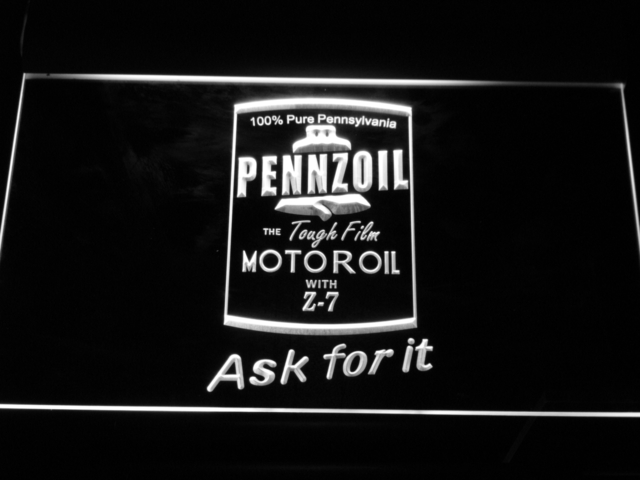 100% Pure Pennsylvania
PENNZOIL
THE Tough Film
MOTOR OIL
WITH
Z-7
Ask for it